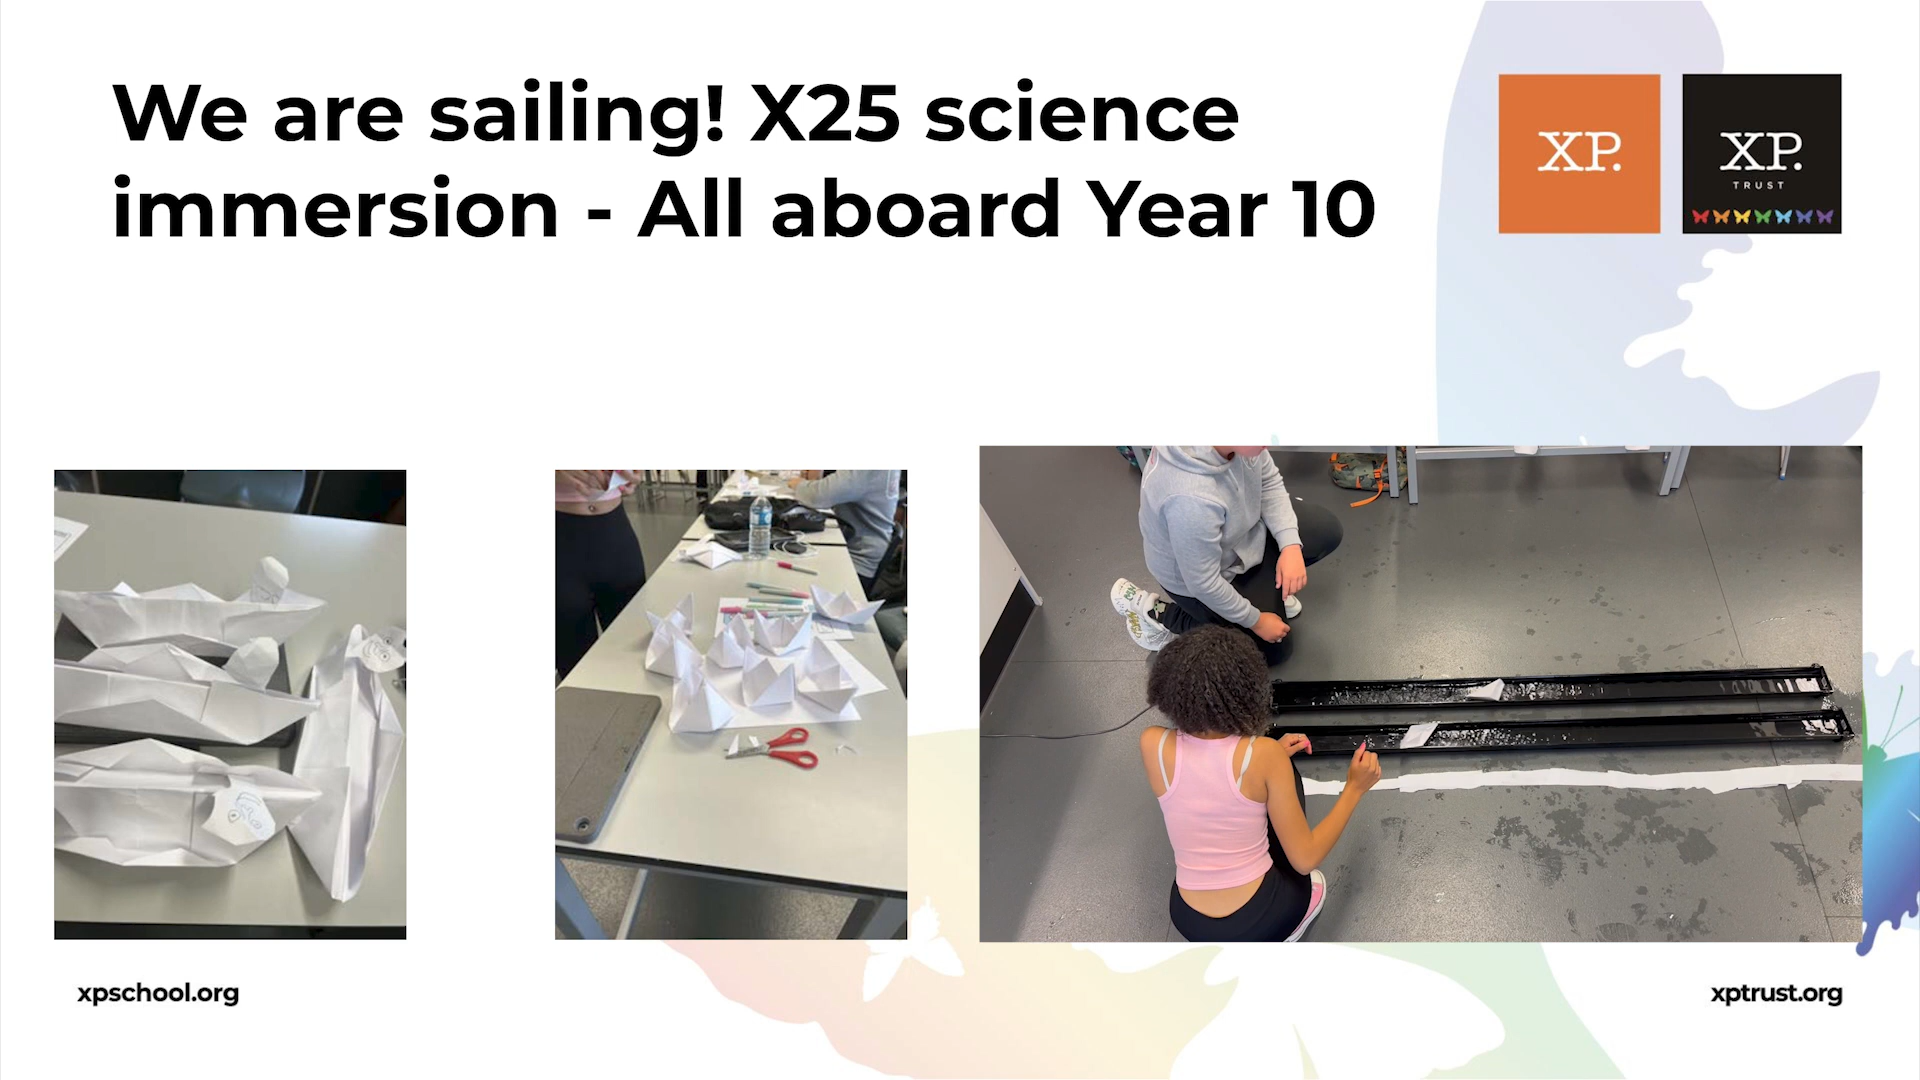 We are sailing! X25 science
immersion - All aboard Year 10
XP.
XP.
TRUST
xpschool.org
xptrust.org